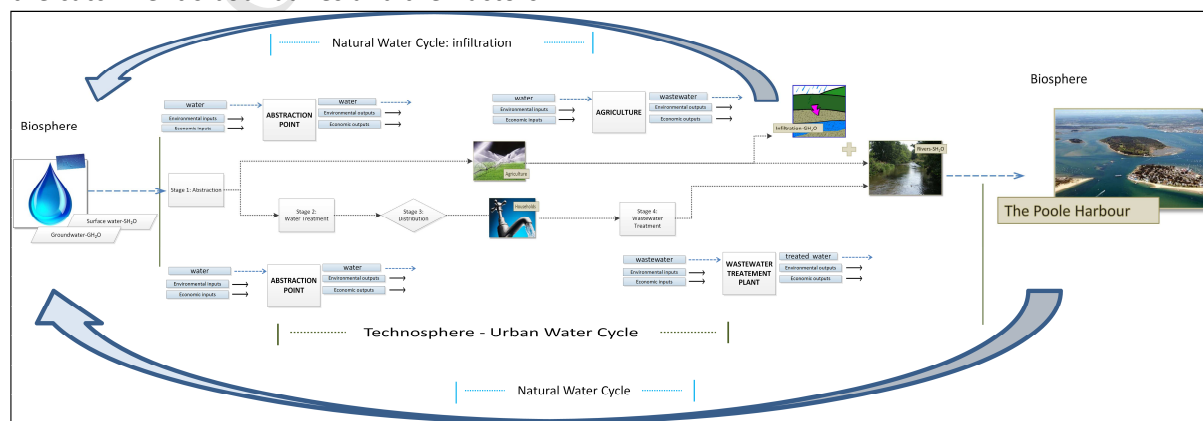 Natural Water Cycle: infiltration
Biosphere
Biosphere
water
Environmental inputs
Economic inputs
ABSTRACTION
POINT
water
Environmental outputs
Economic outputs
water
Environmental inputs
Economic inputs
AGRICULTURE
wastewater
Environmental outputs
Economic outputs
Infiltration-SH₂O
Rivers-SH₂O
Agriculture
Stage 1: Abstraction
Surface water-SH₂O
Groundwater-GH₂O
Stage 2:
Water Treatment
Stage 3:
Distribution
Households
Stage 4:
Wastewater
Treatment
The Poole Harbour
water
Environmental inputs
Economic inputs
ABSTRACTION
POINT
water
Environmental outputs
Economic outputs
wastewater
Environmental inputs
Economic inputs
WASTEWATER
TREATEMENT
PLANT
treated water
Environmental outputs
Economic outputs
Technosphere - Urban Water Cycle
Natural Water Cycle